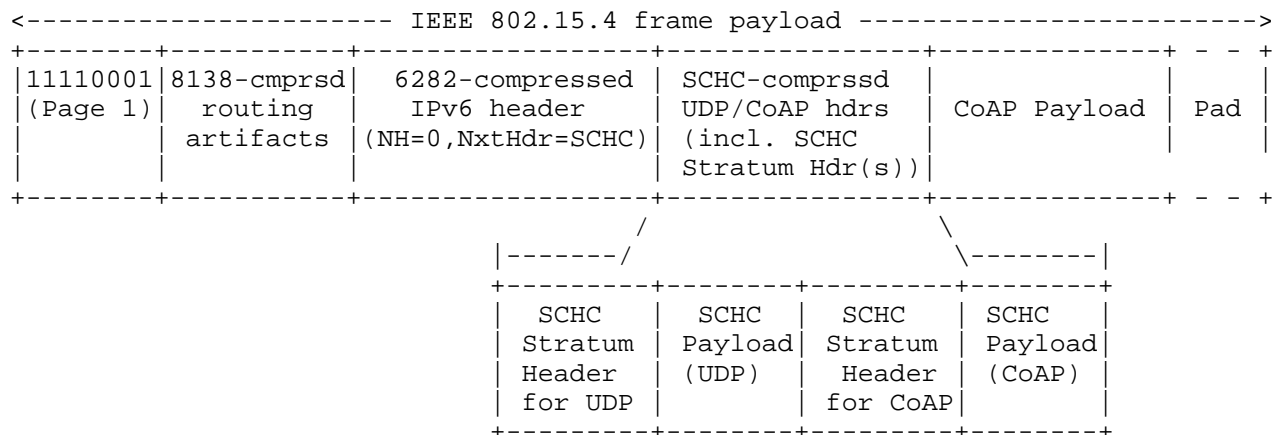 <----------------------- IEEE 802.15.4 frame payload ------------------------->
+--------+-----------+------------------+----------------+--------------+ - - +
|11110001|8138-cmprsd|  6282-compressed | SCHC-comprssd  |              |     |
|(Page 1)|  routing  |   IPv6 header    | UDP/CoAP hdrs  | CoAP Payload | Pad |
|        | artifacts |(NH=0,NxtHdr=SCHC)| (incl. SCHC    |              |     |
|        |           |                  | Stratum Hdr(s))|
+--------+-----------+------------------+----------------+--------------+ - - +
                                       /                  \
                              |-------/                    \--------|
                              +---------+--------+---------+--------+
                              |  SCHC   |  SCHC  |  SCHC   | SCHC   |
                              | Stratum | Payload| Stratum | Payload|
                              | Header  | (UDP)  |  Header | (CoAP) |
                              | for UDP |        | for CoAP|        |
                              +---------+--------+---------+--------+